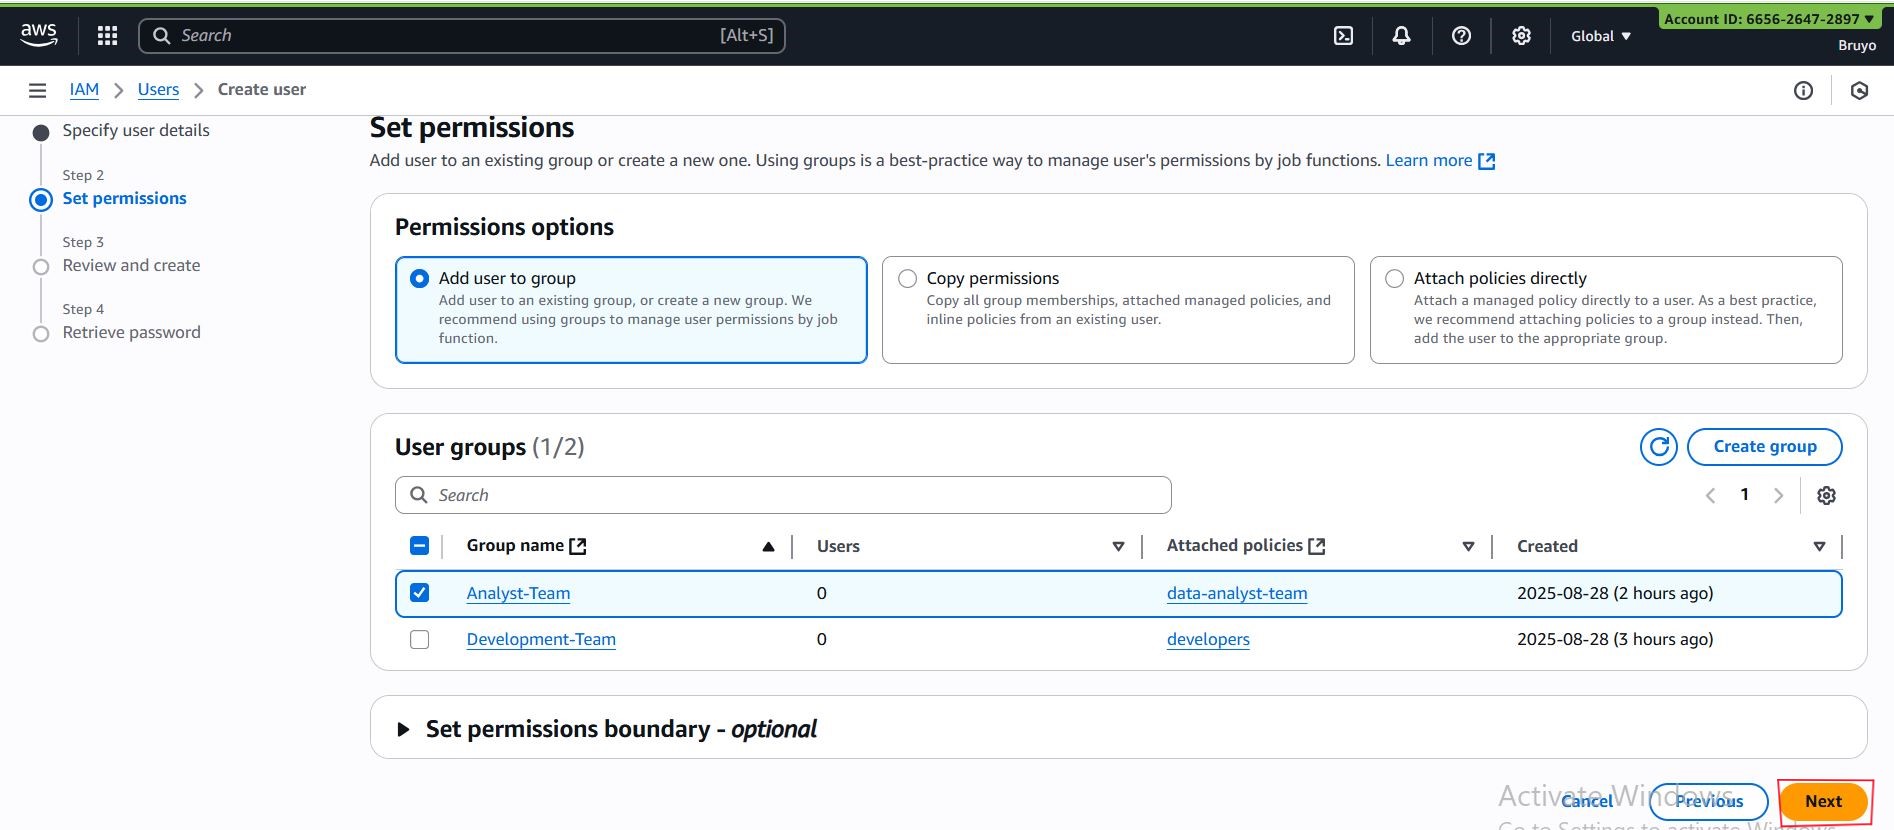 aws
Search [Alt+S]
Global
Account ID: 6656-2647-2897
Bruyo
IAM > Users > Create user
Specify user details
Step 2
Set permissions
Step 3
Review and create
Step 4
Retrieve password
Set permissions
Add user to an existing group or create a new one. Using groups is a best-practice way to manage user's permissions by job functions. Learn more
Permissions options
Add user to group
Add user to an existing group, or create a new group. We
recommend using groups to manage user permissions by job
function.
Copy permissions
Copy all group memberships, attached managed policies, and
inline policies from an existing user.
Attach policies directly
Attach a managed policy directly to a user. As a best practice,
we recommend attaching policies to a group instead. Then,
add the user to the appropriate group.
User groups (1/2)
Create group
Search
1
Group name Users Attached policies Created
Analyst-Team 0 data-analyst-team 2025-08-28 (2 hours ago)
Development-Team 0 developers 2025-08-28 (3 hours ago)
Set permissions boundary - optional
Activate Windows
Cancel Previous Next
Go to Settings to activate Windows.